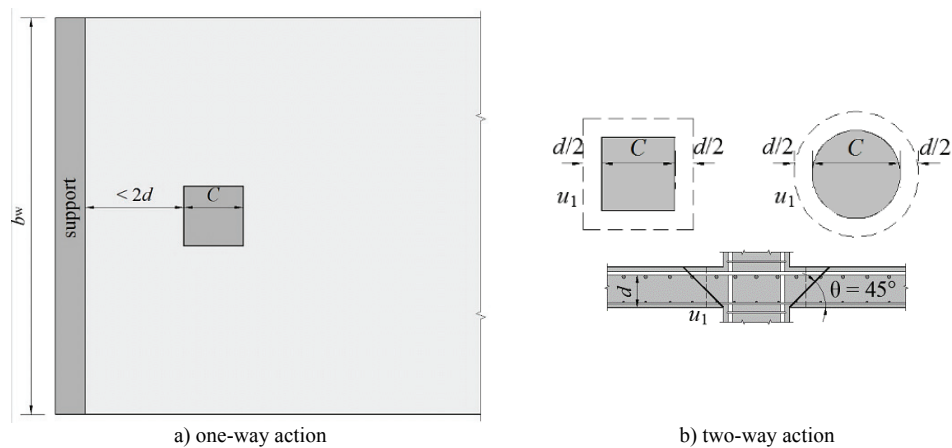 b_w
support
< 2d
C
a) one-way action
d/2
C
d/2
u_1
d/2
C
d/2
u_1
d
u_1
θ = 45°
b) two-way action